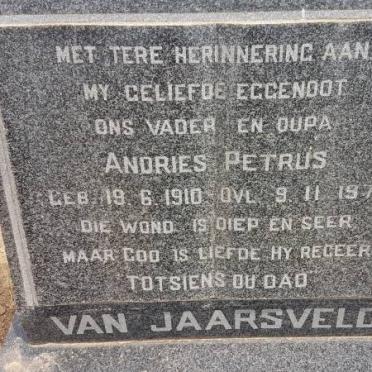 MET TERE HERINNERING AAN
MY GELIEFDE EGGENOOT
ONS VADER EN OUPA
ANDRIES PETRUS
GEB. 19. 6. 1910 OVL. 9. 11. 197
DIE WOND IS DIEP EN SEER
MAAR GOD IS LIEFDE HY REGEER
TOTSIENS OU DAD
VAN JAARSVELD